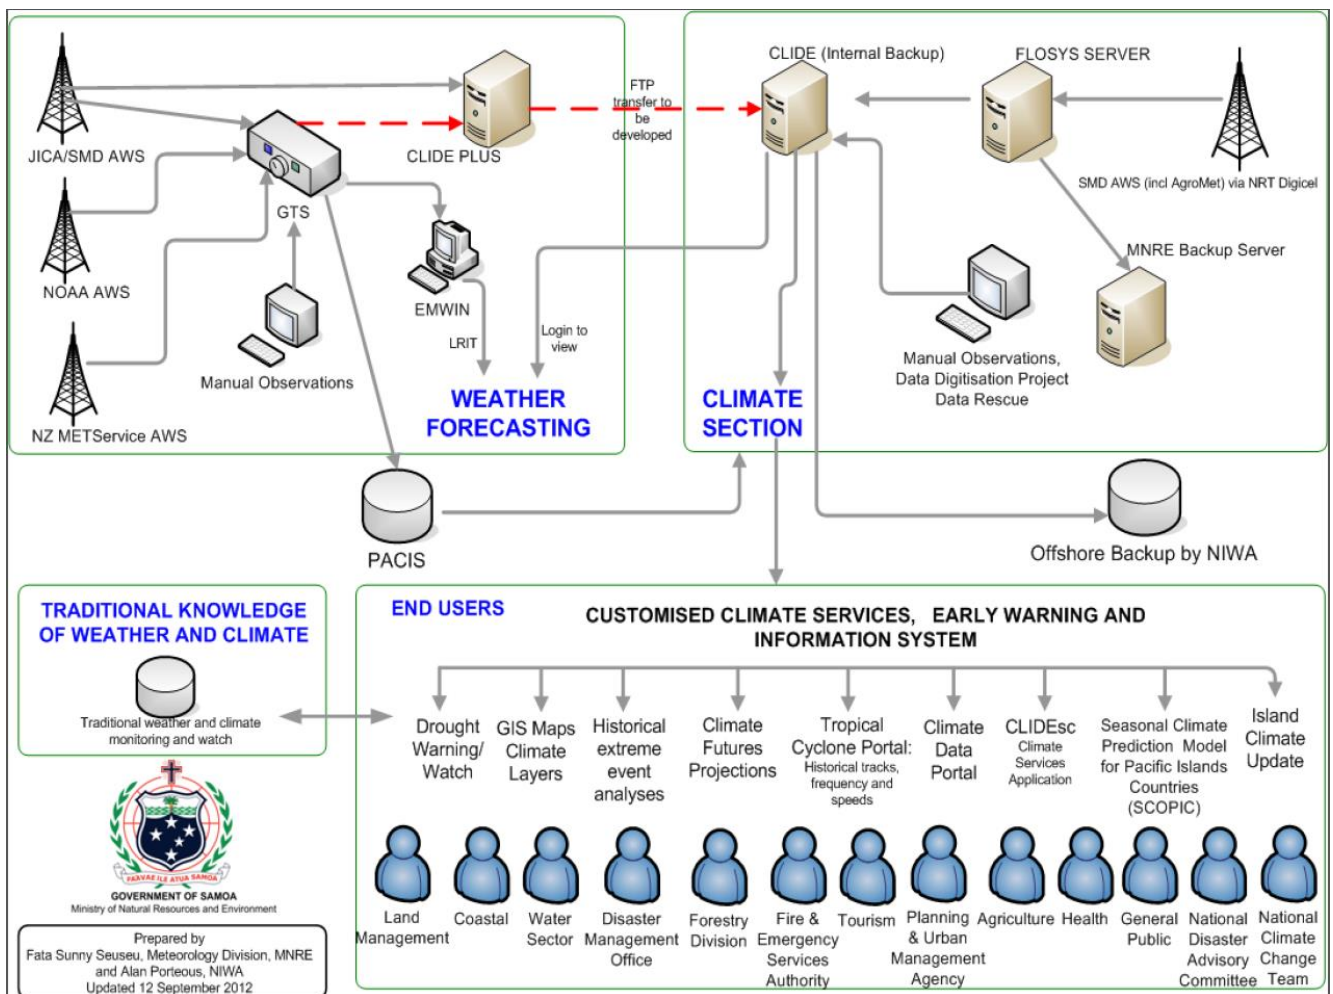 JICA/SMD AWS
NOAA AWS
NZ METService AWS
GTS
Manual Observations
CLIDE PLUS
EMWIN
LRIT
Login to
view
WEATHER
FORECASTING
FTP
transfer to
be
developed
CLIDE (Internal Backup)
FLOSYS SERVER
SMD AWS (incl AgroMet) via NRT Digicel
MNRE Backup Server
Manual Observations,
Data Digitisation Project
Data Rescue
CLIMATE
SECTION
PACIS
Offshore Backup by NIWA
TRADITIONAL KNOWLEDGE
OF WEATHER AND CLIMATE
Traditional weather and climate
monitoring and watch
FAAVAE ILE ATUA SAMOA
GOVERNMENT OF SAMOA
Ministry of Natural Resources and Environment
Prepared by
Fata Sunny Seuseu, Meteorology Division, MNRE
and Alan Porteous, NIWA
Updated 12 September 2012
END USERS
CUSTOMISED CLIMATE SERVICES, EARLY WARNING AND
INFORMATION SYSTEM
Drought
Warning/
Watch
GIS Maps
Climate
Layers
Historical
extreme
event
analyses
Climate
Futures
Projections
Tropical
Cyclone Portal:
Historical tracks,
frequency and
speeds
Climate
Data
Portal
CLIDEsc
Climate
Services
Application
Seasonal Climate
Prediction Model
for Pacific Islands
Countries
(SCOPIC)
Island
Climate
Update
Land
Management
Coastal
Water
Sector
Disaster
Management
Office
Forestry
Division
Fire &
Emergency
Services
Authority
Tourism
Planning
& Urban
Management
Agency
Agriculture
Health
General
Public
National
Disaster
Advisory
Committee
National
Climate
Change
Team